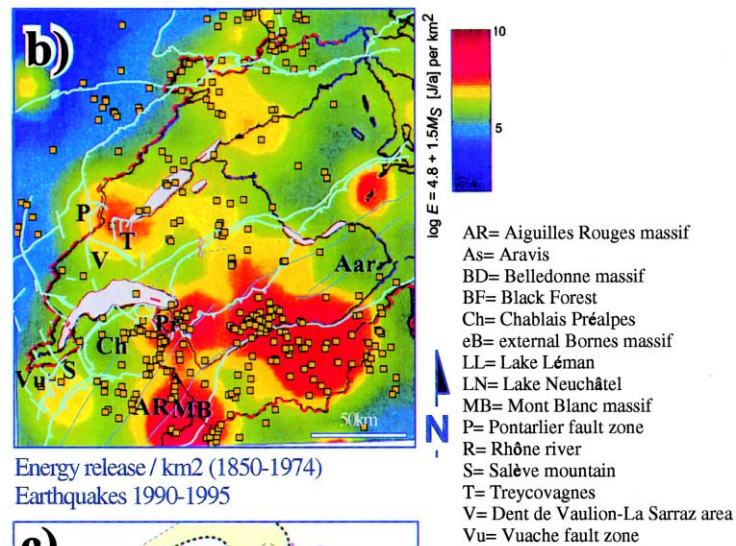 b)
P
T
V
Aar
Ch
S
Vu
AR MB
50km
N
Energy release / km2 (1850-1974)
Earthquakes 1990-1995
log E = 4.8 + 1.5Ms [J/a] per km²
10
5
AR= Aiguilles Rouges massif
As= Aravis
BD= Belledonne massif
BF= Black Forest
Ch= Chablais Préalpes
eB= external Bornes massif
LL= Lake Léman
LN= Lake Neuchâtel
MB= Mont Blanc massif
P= Pontarlier fault zone
R= Rhône river
S= Salève mountain
T= Treycovagnes
V= Dent de Vaulion-La Sarraz area
Vu= Vuache fault zone
c)